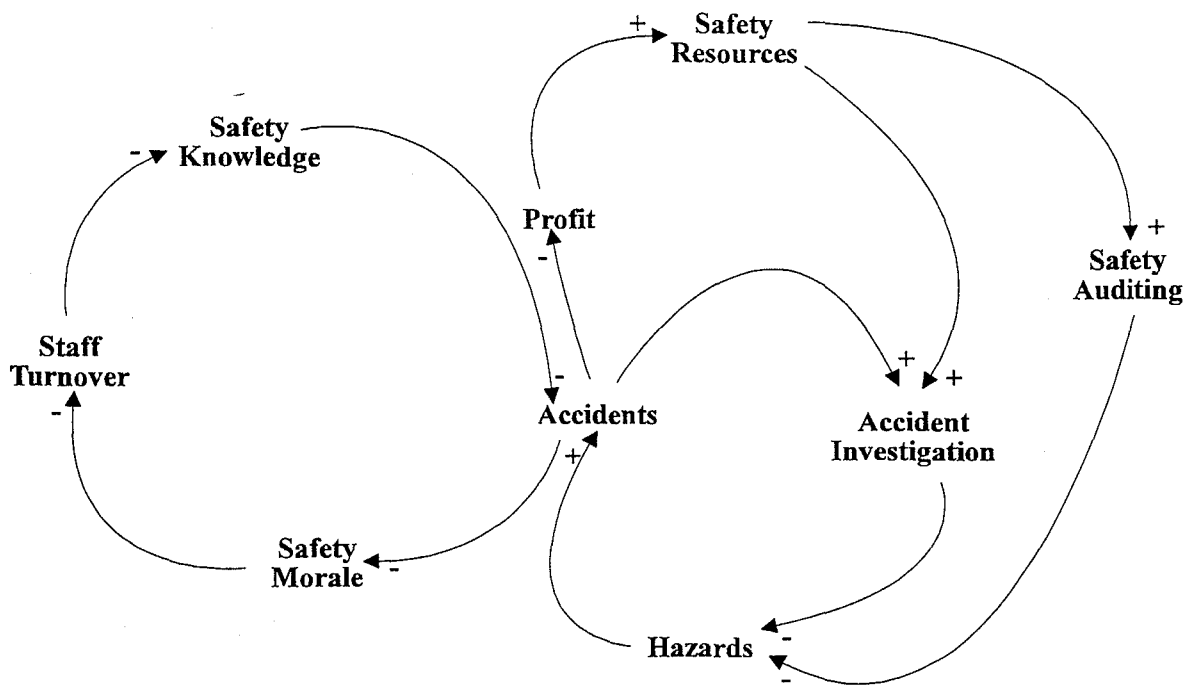 +
Safety
Resources
Safety
Knowledge
-
Profit
-
+
Safety
Auditing
Staff
Turnover
-
-
Accidents
+
+
+
Accident
Investigation
Safety
Morale
-
Hazards
-
-